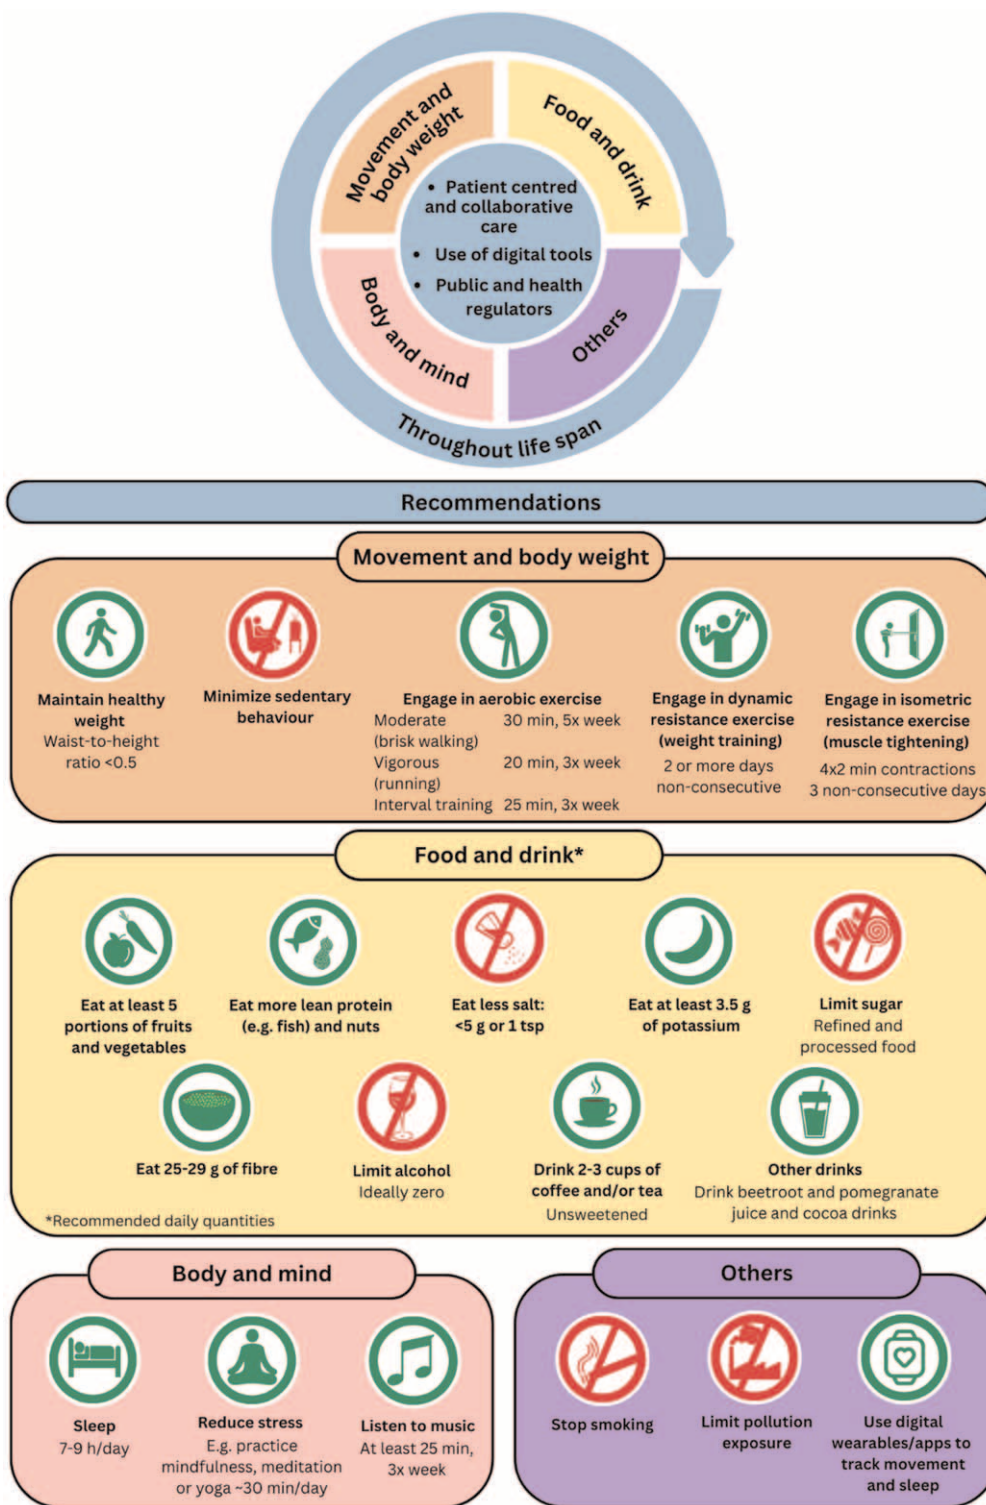 Movement and
body weight
Food and
drink
• Patient centred
and collaborative
care
• Use of digital tools
• Public and health
regulators
Body and mind
Others
Throughout life span
Recommendations
Movement and body weight
Maintain healthy
weight
Waist-to-height
ratio <0.5
Minimize sedentary
behaviour
Engage in aerobic exercise
Moderate 30 min, 5x week
(brisk walking)
Vigorous 20 min, 3x week
(running)
Interval training 25 min, 3x week
Engage in dynamic
resistance exercise
(weight training)
2 or more days
non-consecutive
Engage in isometric
resistance exercise
(muscle tightening)
4x2 min contractions
3 non-consecutive days
Food and drink*
Eat at least 5
portions of fruits
and vegetables
Eat more lean protein
(e.g. fish) and nuts
Eat less salt:
<5 g or 1 tsp
Eat at least 3.5 g
of potassium
Limit sugar
Refined and
processed food
Eat 25-29 g of fibre
Limit alcohol
Ideally zero
Drink 2-3 cups of
coffee and/or tea
Unsweetened
Other drinks
Drink beetroot and pomegranate
juice and cocoa drinks
*Recommended daily quantities
Body and mind
Sleep
7-9 h/day
Reduce stress
E.g. practice
mindfulness, meditation
or yoga ~30 min/day
Listen to music
At least 25 min,
3x week
Others
Stop smoking
Limit pollution
exposure
Use digital
wearables/apps to
track movement
and sleep